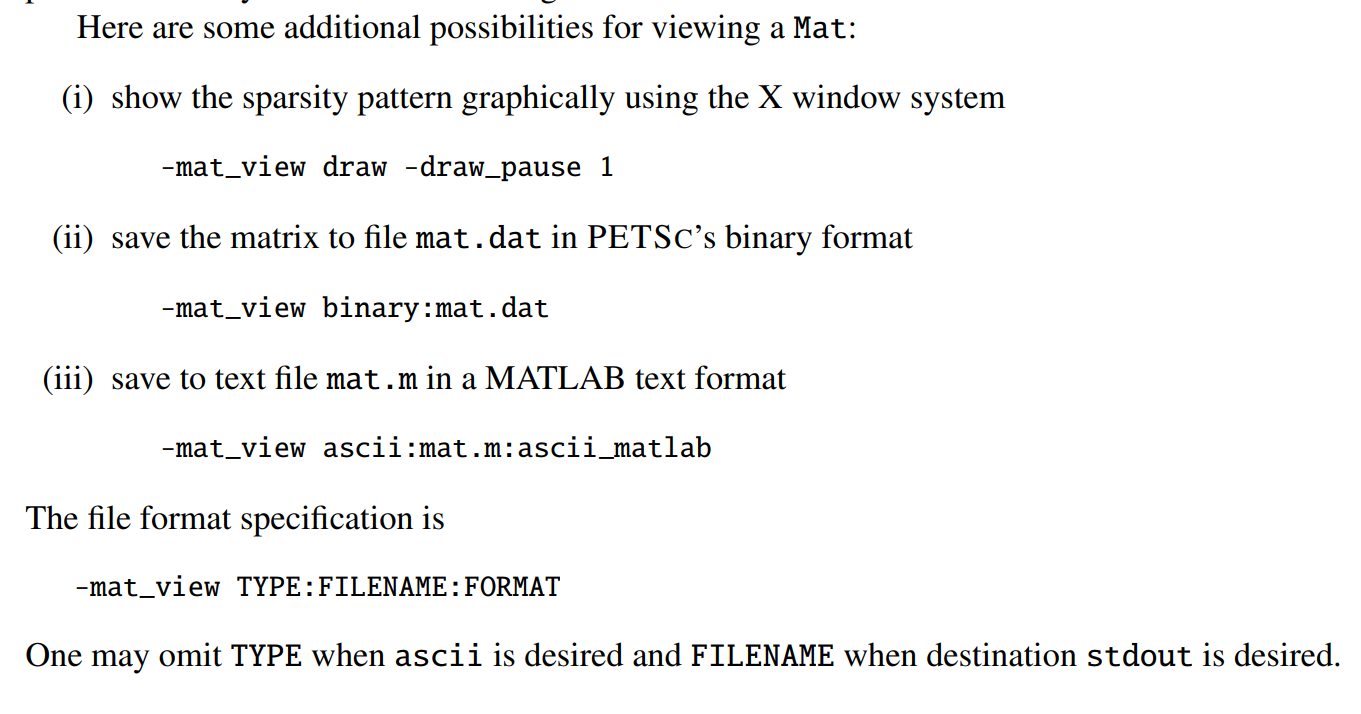 Here are some additional possibilities for viewing a Mat:
(i) show the sparsity pattern graphically using the X window system
-mat_view draw -draw_pause 1
(ii) save the matrix to file mat.dat in PETSC's binary format
-mat_view binary:mat.dat
(iii) save to text file mat.m in a MATLAB text format
-mat_view ascii:mat.m:ascii_matlab
The file format specification is
-mat_view TYPE:FILENAME:FORMAT
One may omit TYPE when ascii is desired and FILENAME when destination stdout is desired.